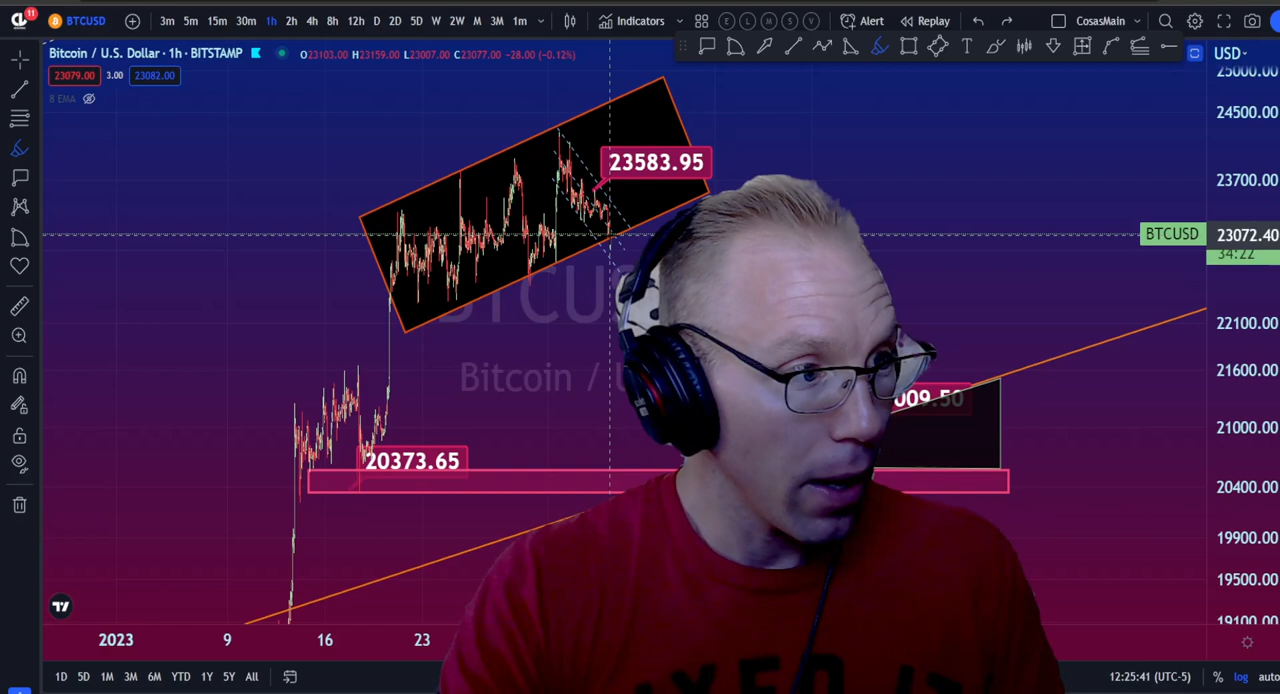 11
BTCUSD 3m 5m 15m 30m 1h 2h 4h 8h 12h D 2D 5D W 2W M 3M 1m Indicators E L M S V Alert Replay CosasMain
Bitcoin / U.S. Dollar · 1h · BITSTAMP O23103.00 H23159.00 L23007.00 C23077.00 -28.00 (-0.12%)
USD
23079.00 3.00 23082.00
8 EMA
25000.00
24500.00
23583.95
23700.00
BTCUSD 23072.40
34:22
BTCUS
22100.00
Bitcoin /
21600.00
009.50
21000.00
20373.65
20400.00
19900.00
19500.00
19100.00
2023 9 16 23
1D 5D 1M 3M 6M YTD 1Y 5Y All
12:25:41 (UTC-5) % log auto